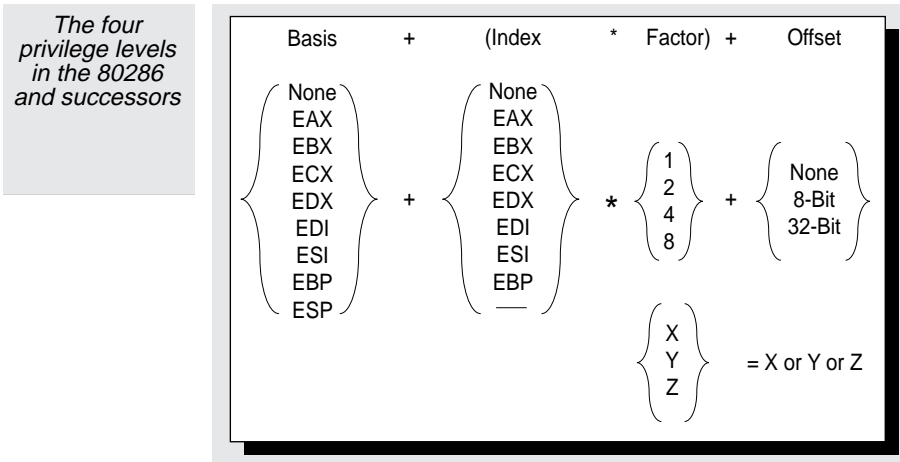 The four
privilege levels
in the 80286
and successors
Basis + (Index * Factor) + Offset
None
EAX
EBX
ECX
EDX
EDI
ESI
EBP
ESP
+
None
EAX
EBX
ECX
EDX
EDI
ESI
EBP
*
1
2
4
8
+
None
8-Bit
32-Bit
X
Y
Z
= X or Y or Z